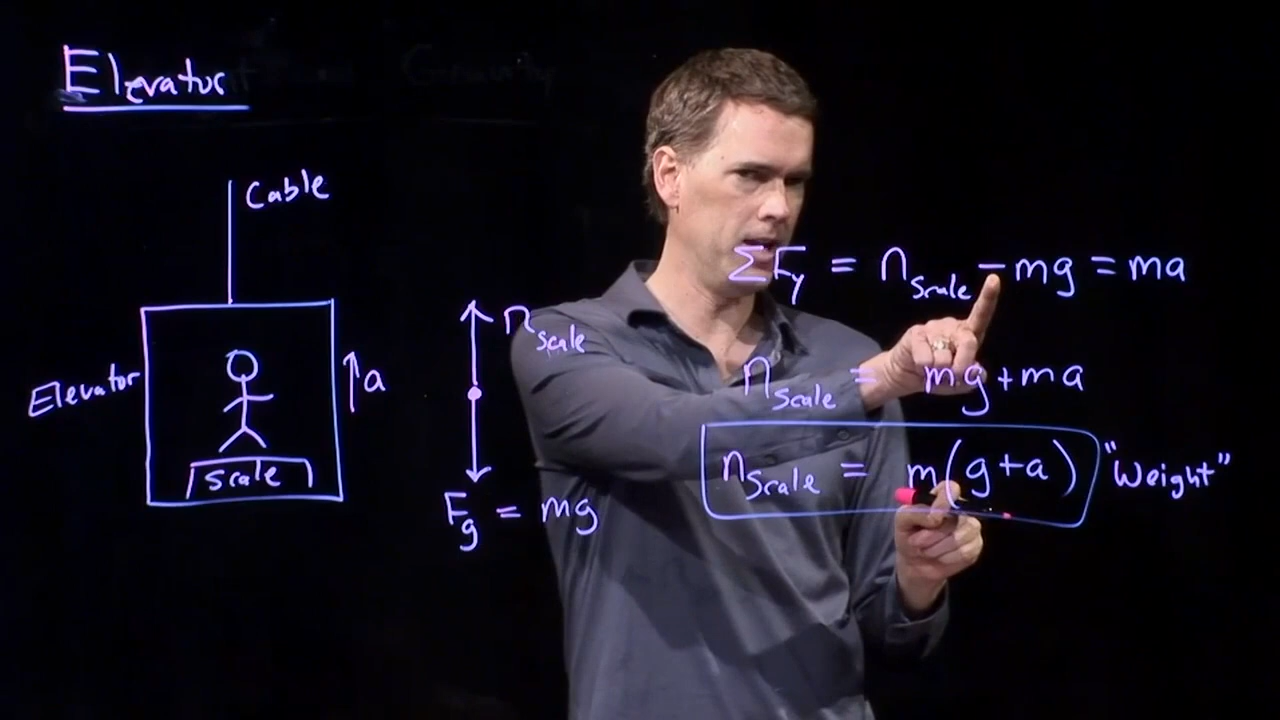 Elevator
Cable
Elevator
a
scale
n scale
F g = mg
ΣF y = n scale - mg = ma
n scale = mg + ma
n scale = m(g+a) "Weight"